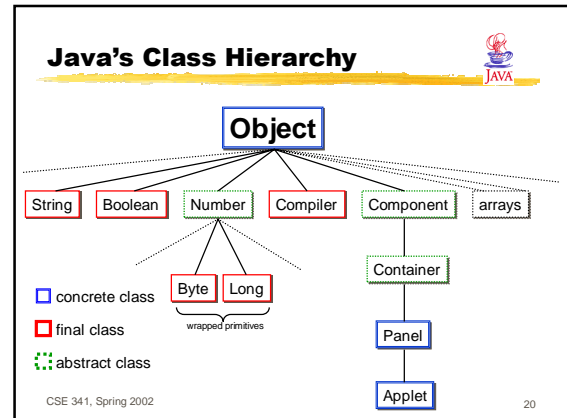 Java's Class Hierarchy
JAVA
Object
String Boolean Number Compiler Component arrays
Container
Byte Long
wrapped primitives
concrete class
final class
abstract class
Panel
Applet
CSE 341, Spring 2002
20